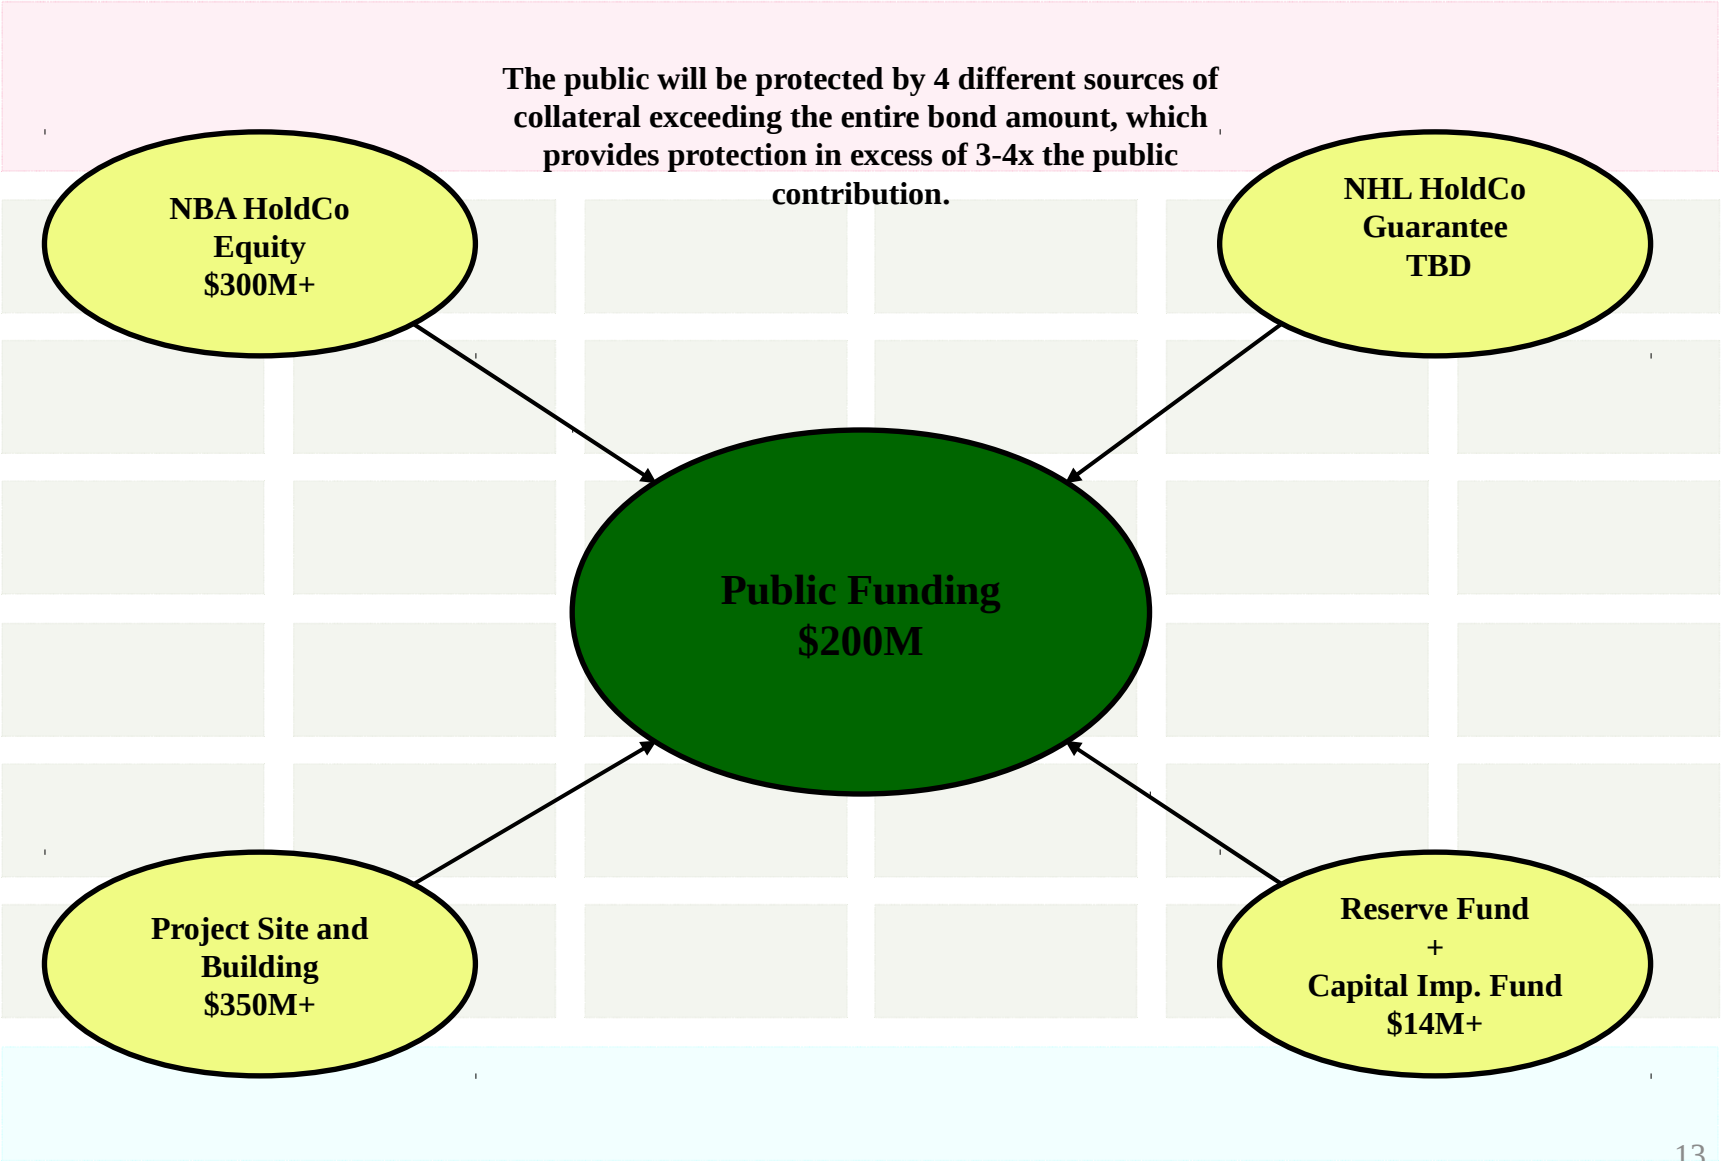 The public will be protected by 4 different sources of
collateral exceeding the entire bond amount, which
provides protection in excess of 3-4x the public
contribution.
NBA HoldCo
Equity
$300M+
NHL HoldCo
Guarantee
TBD
Public Funding
$200M
Project Site and
Building
$350M+
Reserve Fund
+
Capital Imp. Fund
$14M+
13